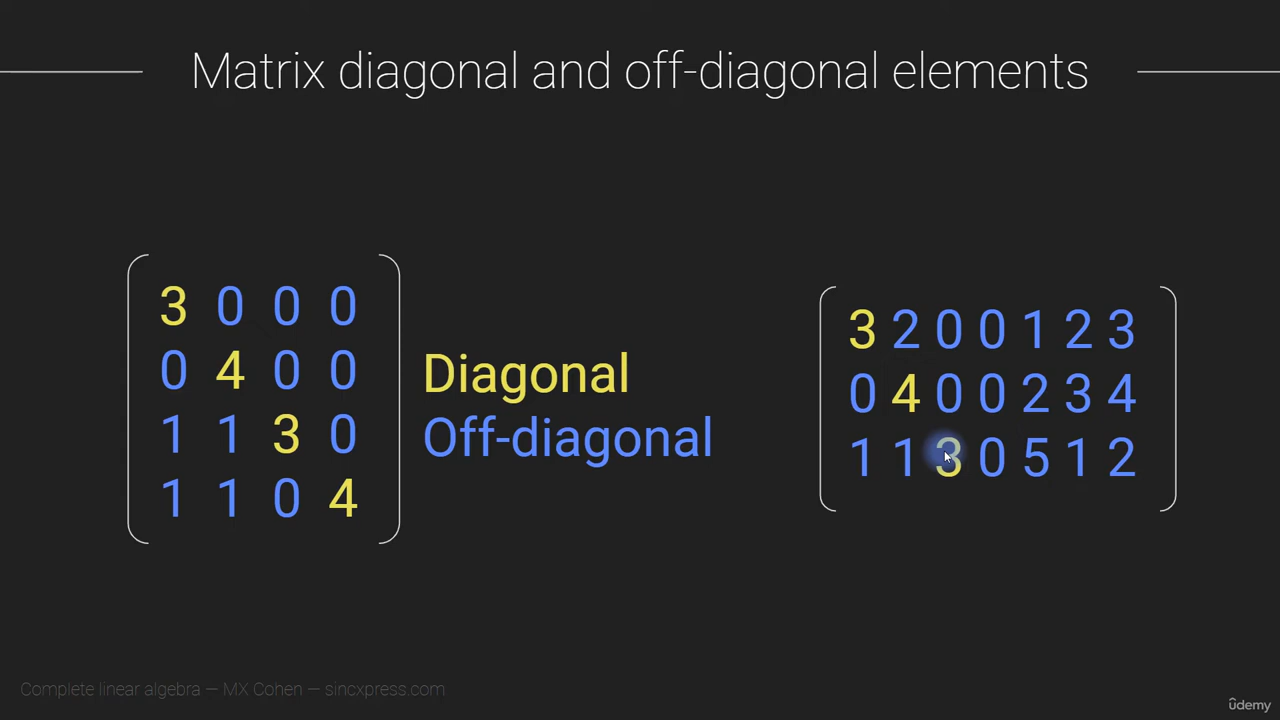 Matrix diagonal and off-diagonal elements
3 0 0 0
0 4 0 0
1 1 3 0
1 1 0 4
Diagonal
Off-diagonal
3 2 0 0 1 2 3
0 4 0 0 2 3 4
1 1 3 0 5 1 2
Complete linear algebra — MX Cohen — sincxpress.com
ûdemy